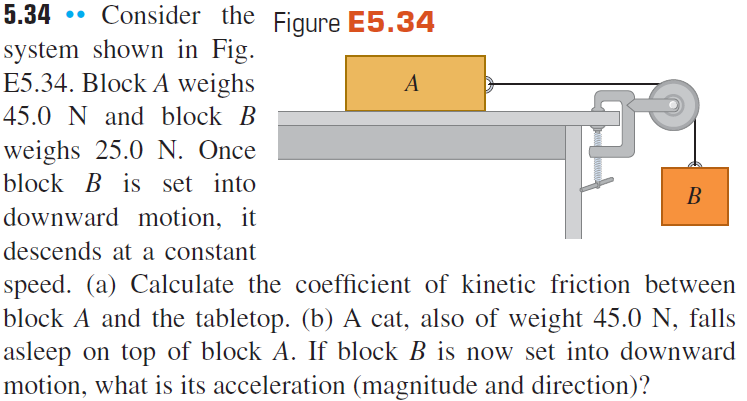 5.34 •• Consider the
Figure E5.34
system shown in Fig.
E5.34. Block A weighs
45.0 N and block B
weighs 25.0 N. Once
block B is set into
downward motion, it
descends at a constant
A
B
speed. (a) Calculate the coefficient of kinetic friction between
block A and the tabletop. (b) A cat, also of weight 45.0 N, falls
asleep on top of block A. If block B is now set into downward
motion, what is its acceleration (magnitude and direction)?